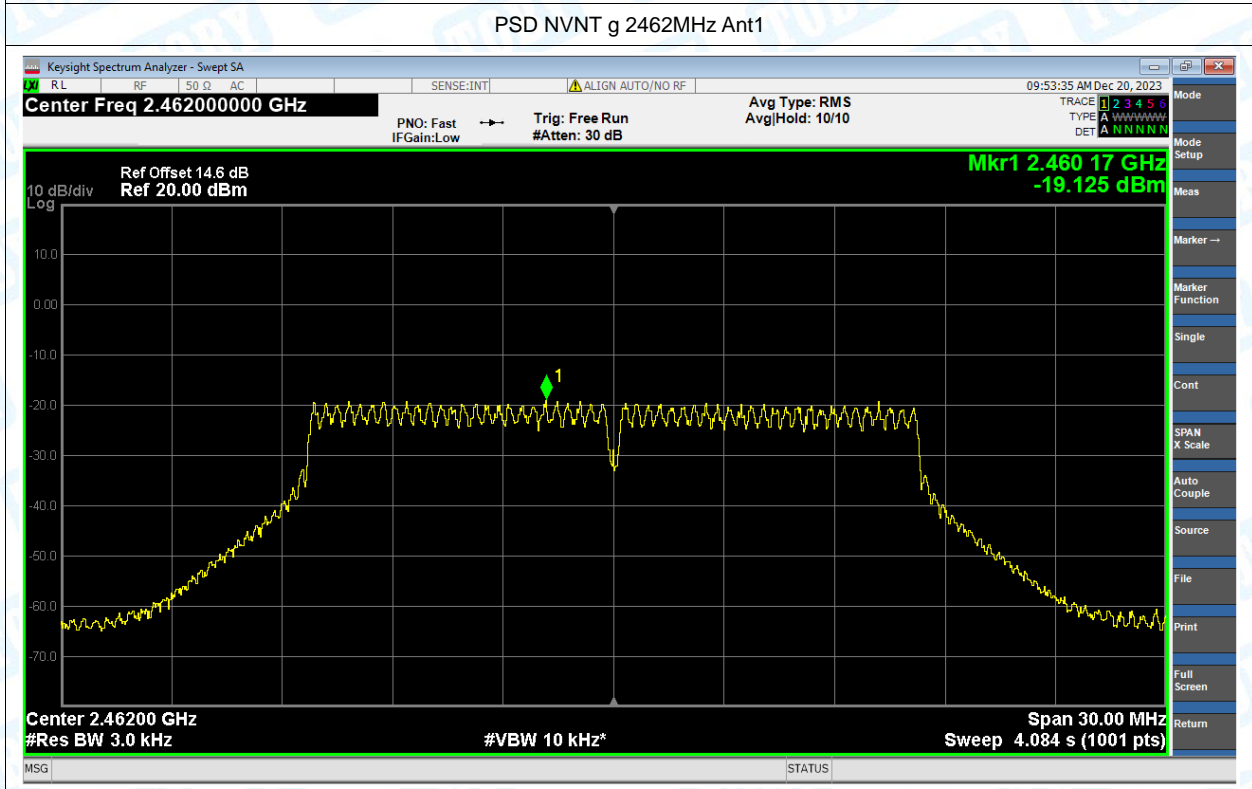 PSD NVNT g 2462MHz Ant1
Keysight Spectrum Analyzer - Swept SA
LXI RL RF 50 Ω AC SENSE:INT ALIGN AUTO/NO RF 09:53:35 AM Dec 20, 2023
Center Freq 2.462000000 GHz
PNO: Fast
IFGain:Low
Trig: Free Run
#Atten: 30 dB
Avg Type: RMS
Avg|Hold: 10/10
TRACE 1 2 3 4 5 6
TYPE A WWWWW
DET A N N N N N
Mkr1 2.460 17 GHz
-19.125 dBm
Ref Offset 14.6 dB
10 dB/div Ref 20.00 dBm
Log
10.0
0.00
-10.0
-20.0
-30.0
-40.0
-50.0
-60.0
-70.0
1
Center 2.46200 GHz
Span 30.00 MHz
#Res BW 3.0 kHz
#VBW 10 kHz*
Sweep 4.084 s (1001 pts)
MSG
STATUS
Mode
Mode
Setup
Meas
Marker→
Marker
Function
Single
Cont
SPAN
X Scale
Auto
Couple
Source
File
Print
Full
Screen
Return